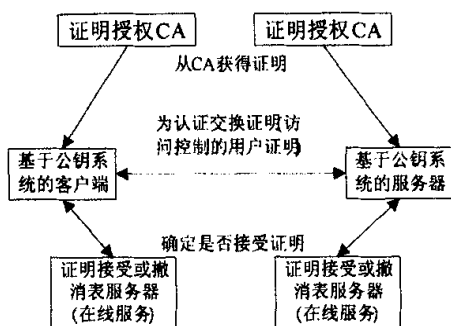 证明授权CA
证明授权CA
从CA获得证明
为认证交换证明(访
问控制的用户证明)
基于公钥系
统的客户端
基于公钥系
统的服务器
确定是否接受证明
证明接受或撤
消表服务器
(在线服务)
证明接受或撤
消表服务器
(在线服务)